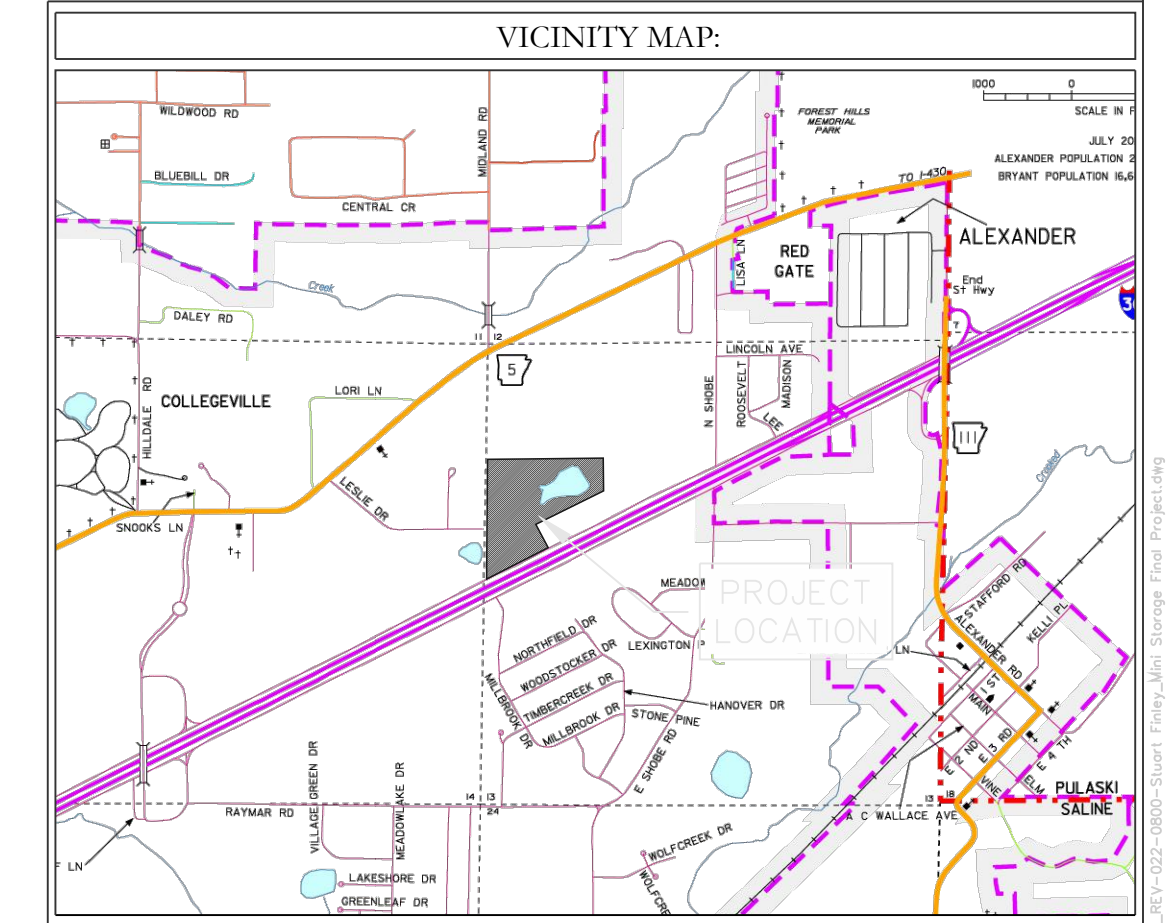 VICINITY MAP:
1000 0
SCALE IN F
JULY 20
ALEXANDER POPULATION 2
BRYANT POPULATION 16,6
FOREST HILLS
MEMORIAL
PARK
WILDWOOD RD
MIDLAND RD
BLUEBILL DR
CENTRAL CR
TO I-430
ALEXANDER
LISA LN
RED
GATE
End
St Hwy
Creek
30
DALEY RD
11 12
7
5
LINCOLN AVE
N SHOBE
ROOSEVELT
MADISON
LEE
HILLDALE RD
COLLEGEVILLE
LORI LN
111
Crooked
LESLIE DR
SNOOKS LN
PROJECT
LOCATION
MEADOW
LEXINGTON P
STAFFORD RD
KELLI PL
ALEXANDER RD
LN
NORTHFIELD DR
WOODSTOCKER DR
TIMBERCREEK DR
MILLBROOK DR
MILLBROOK DR
HANOVER DR
STONE PINE
E SHOBE RD
1 ST
MAIN
E 2 ND
E 3 RD
E 4 TH
VINE
ELM
PULASKI
SALINE
14 13
24
13 18
RAYMAR RD
VILLAGE GREEN DR
MEADOWLAKE DR
A C WALLACE AVE
WOLFCREEK DR
WOLFCRE
F LN
LAKESHORE DR
GREENLEAF DR
REV-022-0800-Stuart Finley_Mini Storage Final Project.dwg